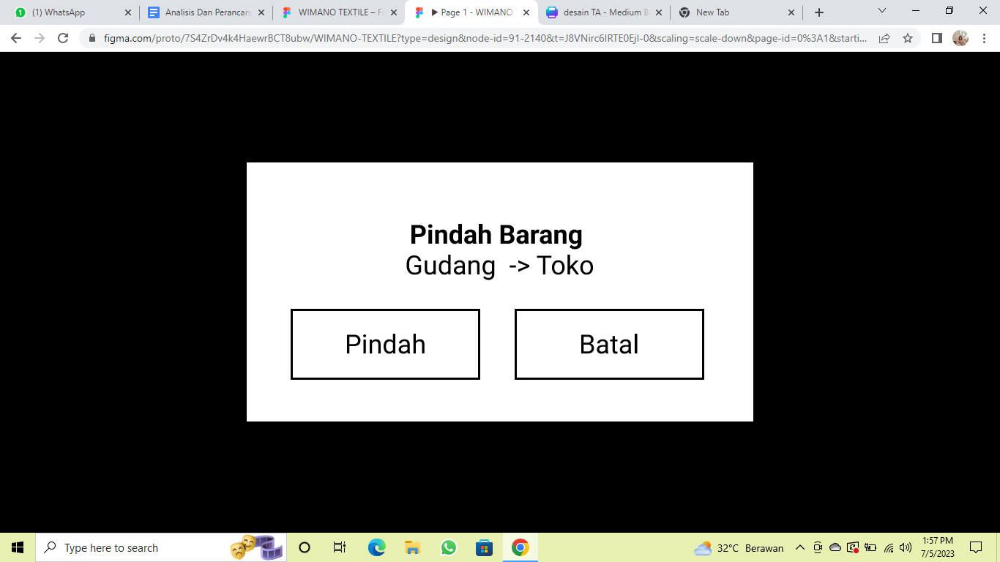 (1) WhatsApp
Analisis Dan Perancan
WIMANO TEXTILE – F
Page 1 - WIMANO
desain TA - Medium B
New Tab
figma.com/proto/7S4ZrDv4k4HaewrBCT8ubw/WIMANO-TEXTILE?type=design&node-id=91-2140&t=J8VNirc6IRTE0EjI-0&scaling=scale-down&page-id=0%3A1&starti...
Pindah Barang
Gudang -> Toko
Pindah
Batal
Type here to search
32°C Berawan
1:57 PM
7/5/2023